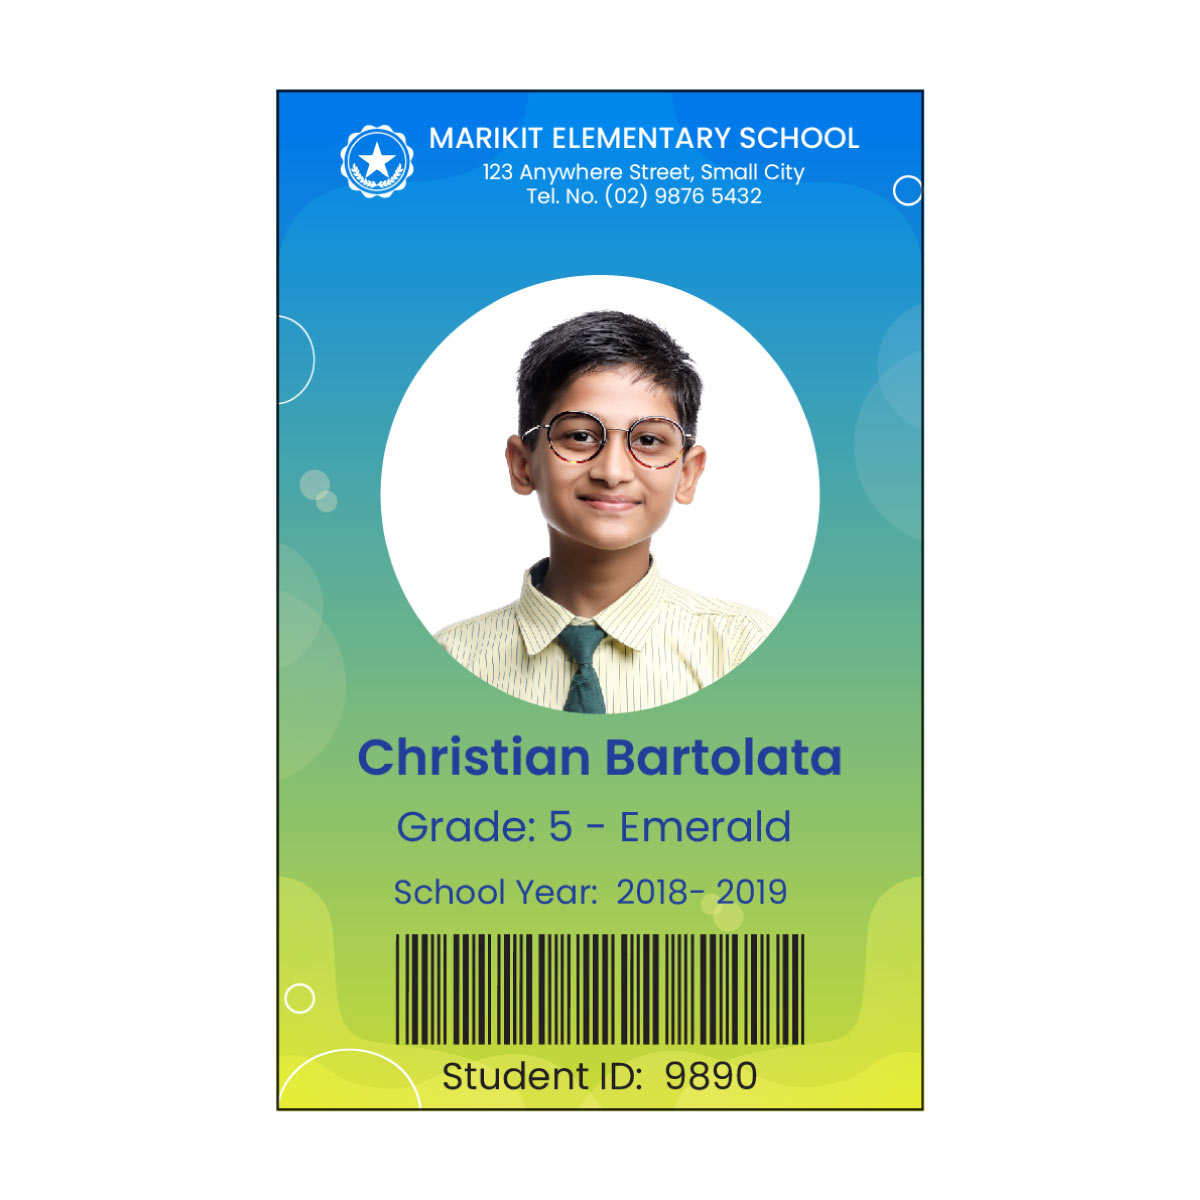 MARIKIT ELEMENTARY SCHOOL
123 Anywhere Street, Small City
Tel. No. (02) 9876 5432
Christian Bartolata
Grade: 5 - Emerald
School Year:  2018- 2019
Student ID:  9890